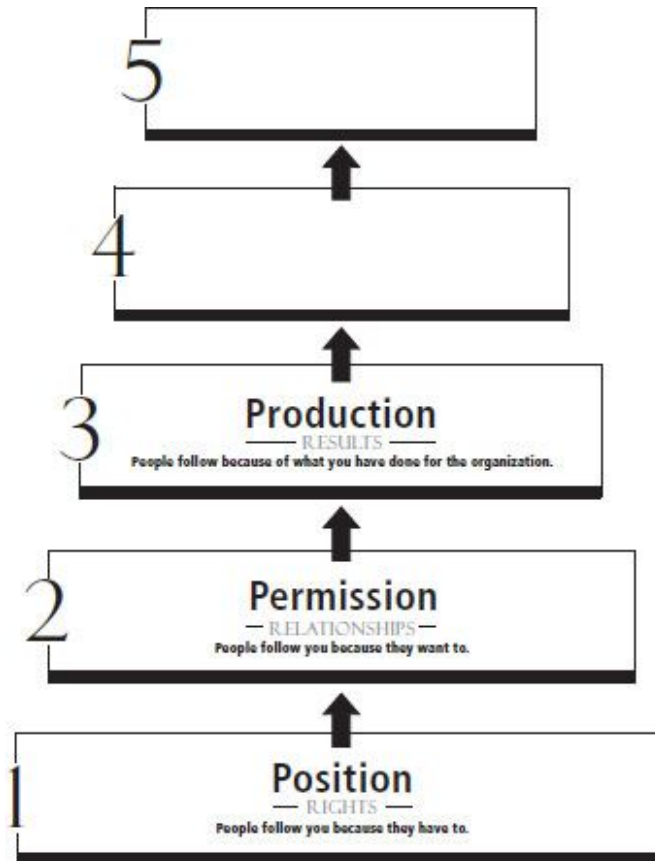 5
4
3
Production
RESULTS
People follow because of what you have done for the organization.
2
Permission
RELATIONSHIPS
People follow you because they want to.
1
Position
RIGHTS
People follow you because they have to.